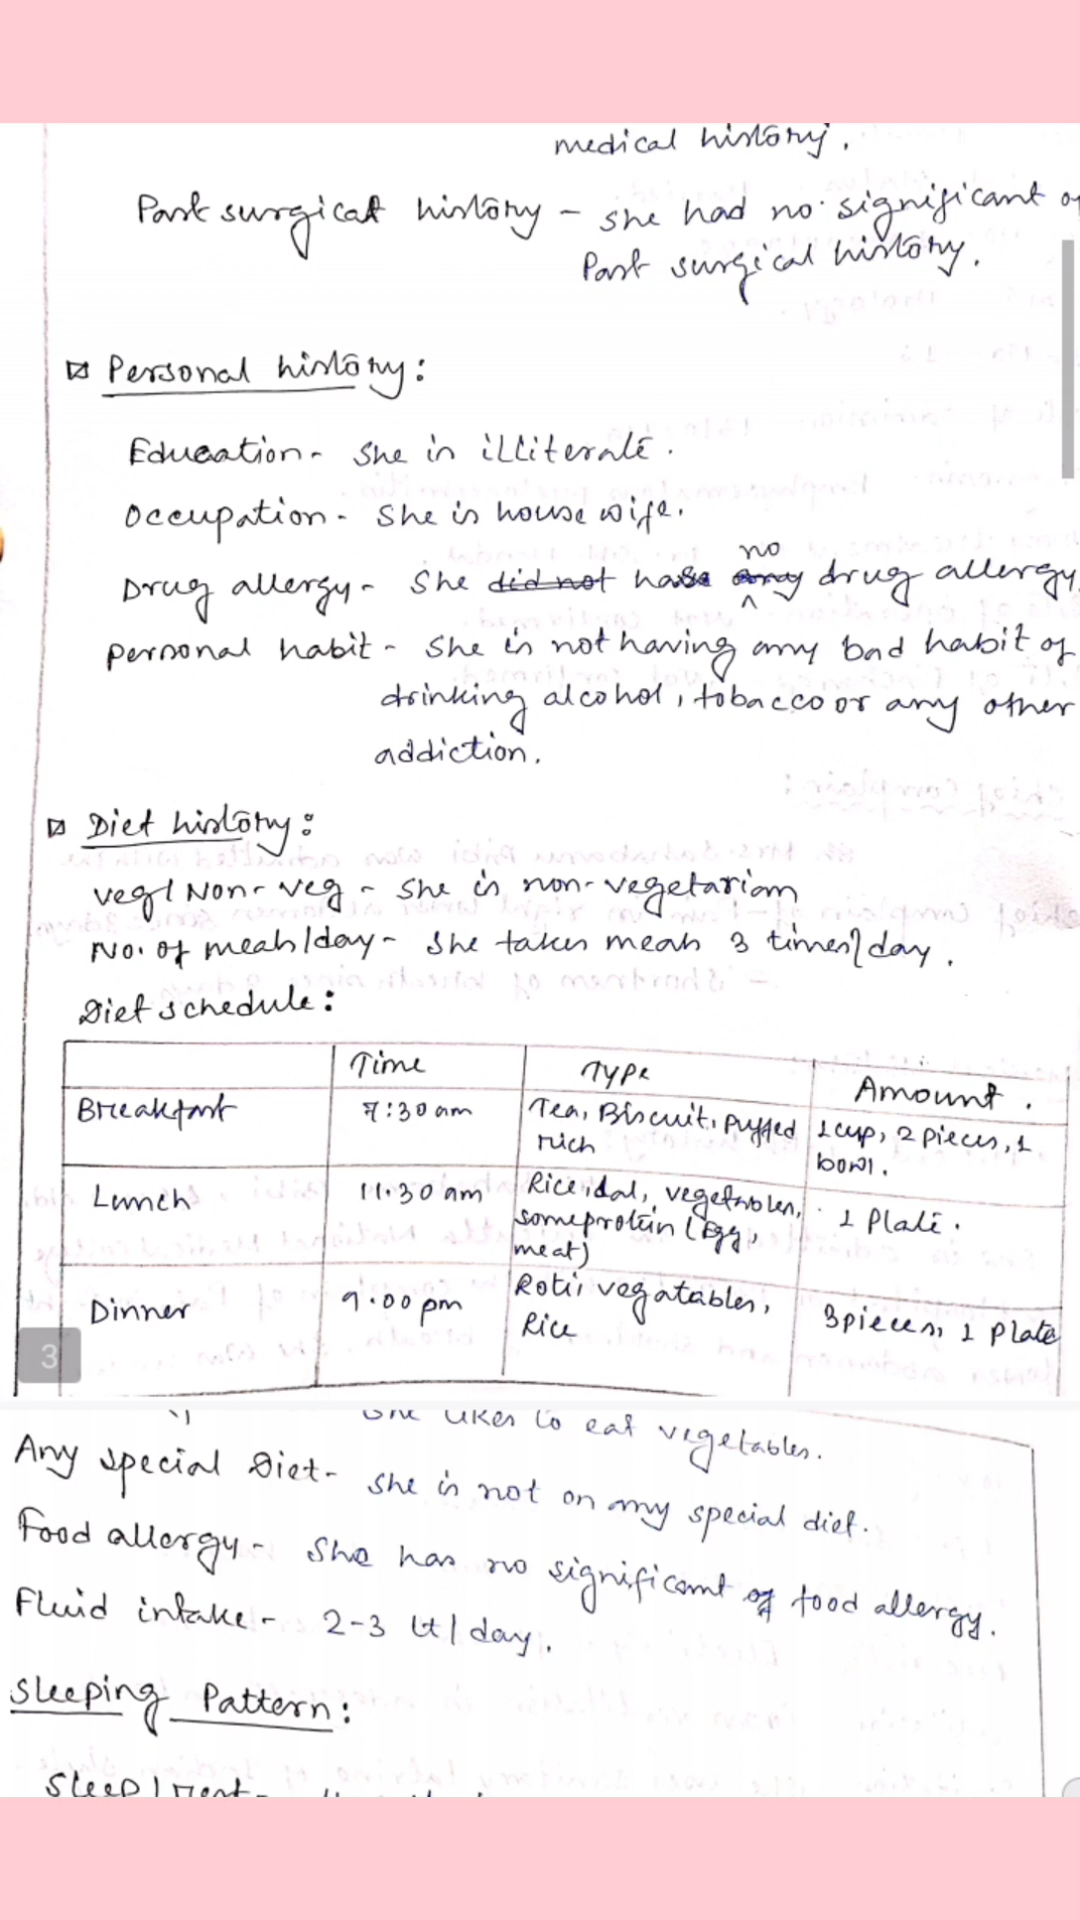 medical history.
Past surgical history - she had no significant of
Past surgical history.
Personal history:
Education - She is illiterate.
Occupation - She is house wife.
no
Drug allergy - She did not have any drug allergy
personal habit - She is not having any bad habit of
drinking alcohol, tobacco or any other
addiction.
Diet history:
veg/Non-veg - She is non-vegetarian
No. of meals/day - She takes meals 3 times/day.
Diet schedule:
Time Type Amount.
Breakfast 7:30 am Tea, Biscuit, puffed 1 cup, 2 pieces, 1
rich bowl.
Lunch 11.30 am Rice, dal, vegetables, 1 Plate.
some protein (Egg,
meat)
Dinner 9.00 pm Roti, vegatables, 3 pieces, 1 plate
Rice
3
She likes to eat vegetables.
Any special Diet - She is not on any special diet.
Food allergy - She has no significant of food allergy.
Fluid intake - 2-3 lt/day.
Sleeping Pattern:
Sleep/rest -